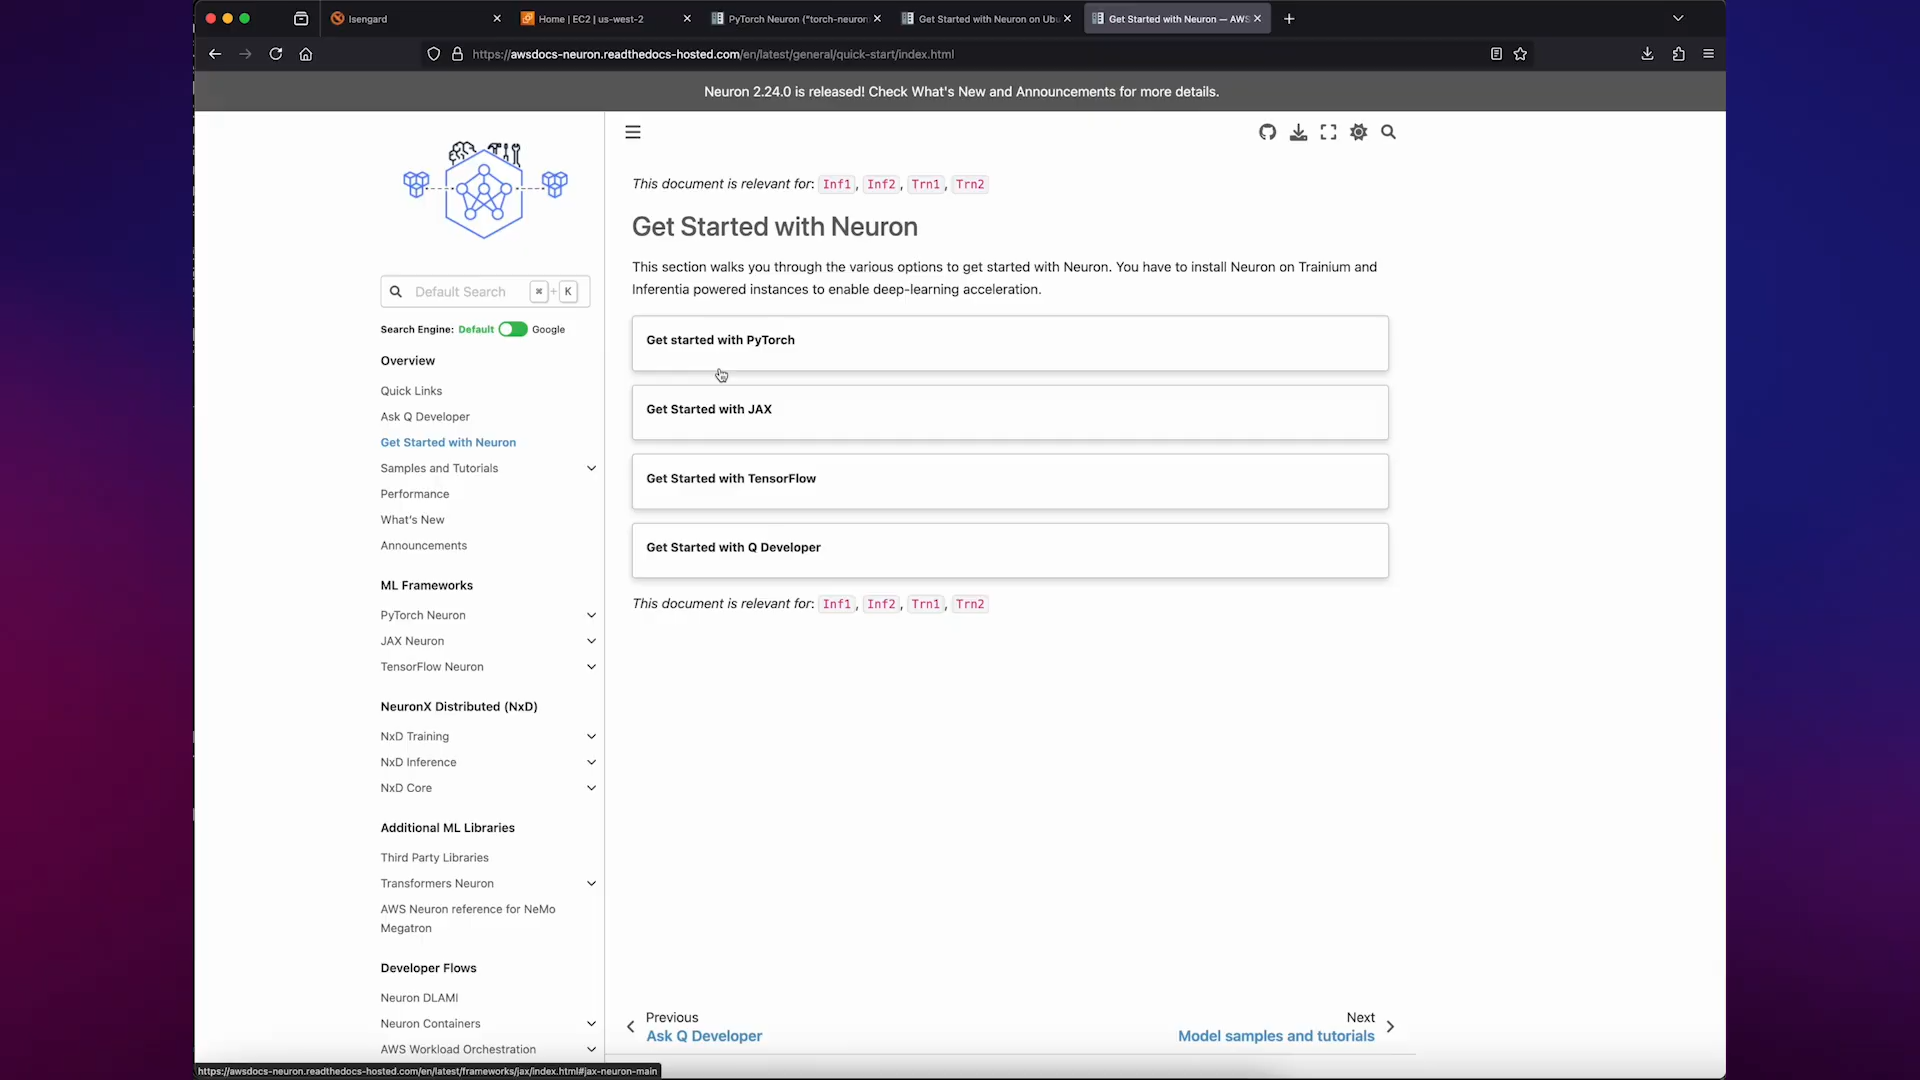 Isengard
Home | EC2 | us-west-2
PyTorch Neuron ("torch-neuron
Get Started with Neuron on Ubu
Get Started with Neuron — AWS
https://awsdocs-neuron.readthedocs-hosted.com/en/latest/general/quick-start/index.html
Neuron 2.24.0 is released! Check What's New and Announcements for more details.
Default Search ⌘ + K
Search Engine: Default Google
Overview
Quick Links
Ask Q Developer
Get Started with Neuron
Samples and Tutorials
Performance
What's New
Announcements
ML Frameworks
PyTorch Neuron
JAX Neuron
TensorFlow Neuron
NeuronX Distributed (NxD)
NxD Training
NxD Inference
NxD Core
Additional ML Libraries
Third Party Libraries
Transformers Neuron
AWS Neuron reference for NeMo
Megatron
Developer Flows
Neuron DLAMI
Neuron Containers
AWS Workload Orchestration
This document is relevant for: Inf1, Inf2, Trn1, Trn2
Get Started with Neuron
This section walks you through the various options to get started with Neuron. You have to install Neuron on Trainium and
Inferentia powered instances to enable deep-learning acceleration.
Get started with PyTorch
Get Started with JAX
Get Started with TensorFlow
Get Started with Q Developer
This document is relevant for: Inf1, Inf2, Trn1, Trn2
Previous
Ask Q Developer
Next
Model samples and tutorials
https://awsdocs-neuron.readthedocs-hosted.com/en/latest/frameworks/jax/index.html#jax-neuron-main